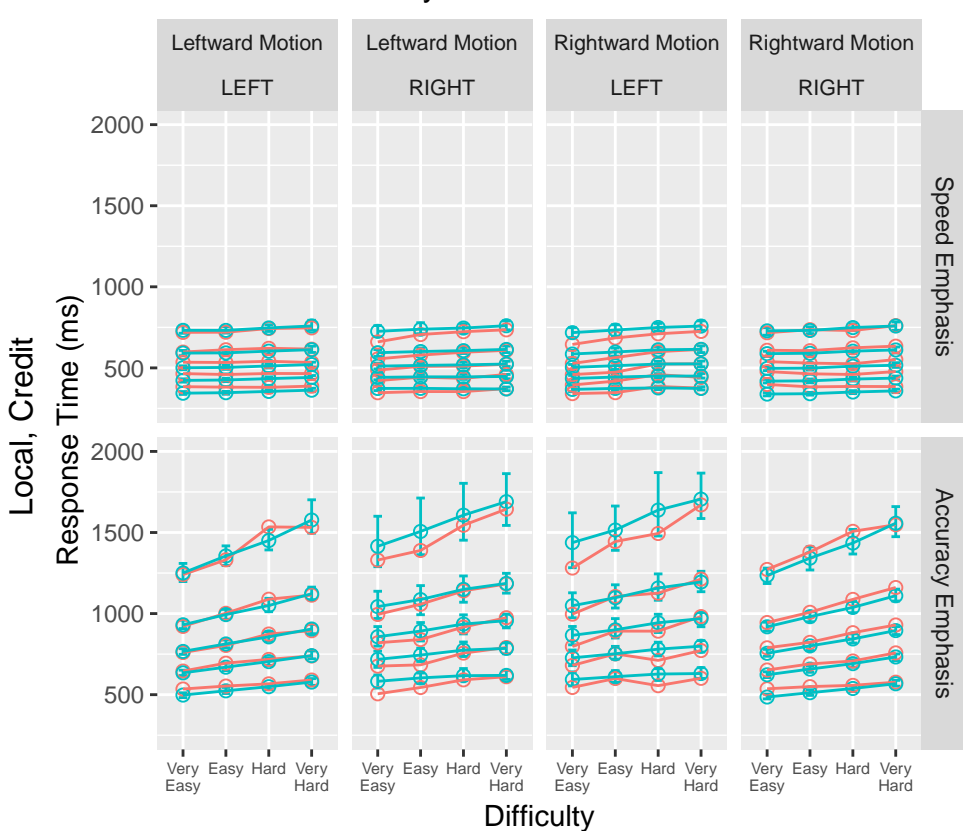 Leftward Motion
LEFT
Leftward Motion
RIGHT
Rightward Motion
LEFT
Rightward Motion
RIGHT
Local, Credit
Response Time (ms)
2000
1500
1000
500
Speed Emphasis
2000
1500
1000
500
Accuracy Emphasis
Very Easy
Easy
Hard
Very Hard
Very Easy
Easy
Hard
Very Hard
Very Easy
Easy
Hard
Very Hard
Very Easy
Easy
Hard
Very Hard
Difficulty